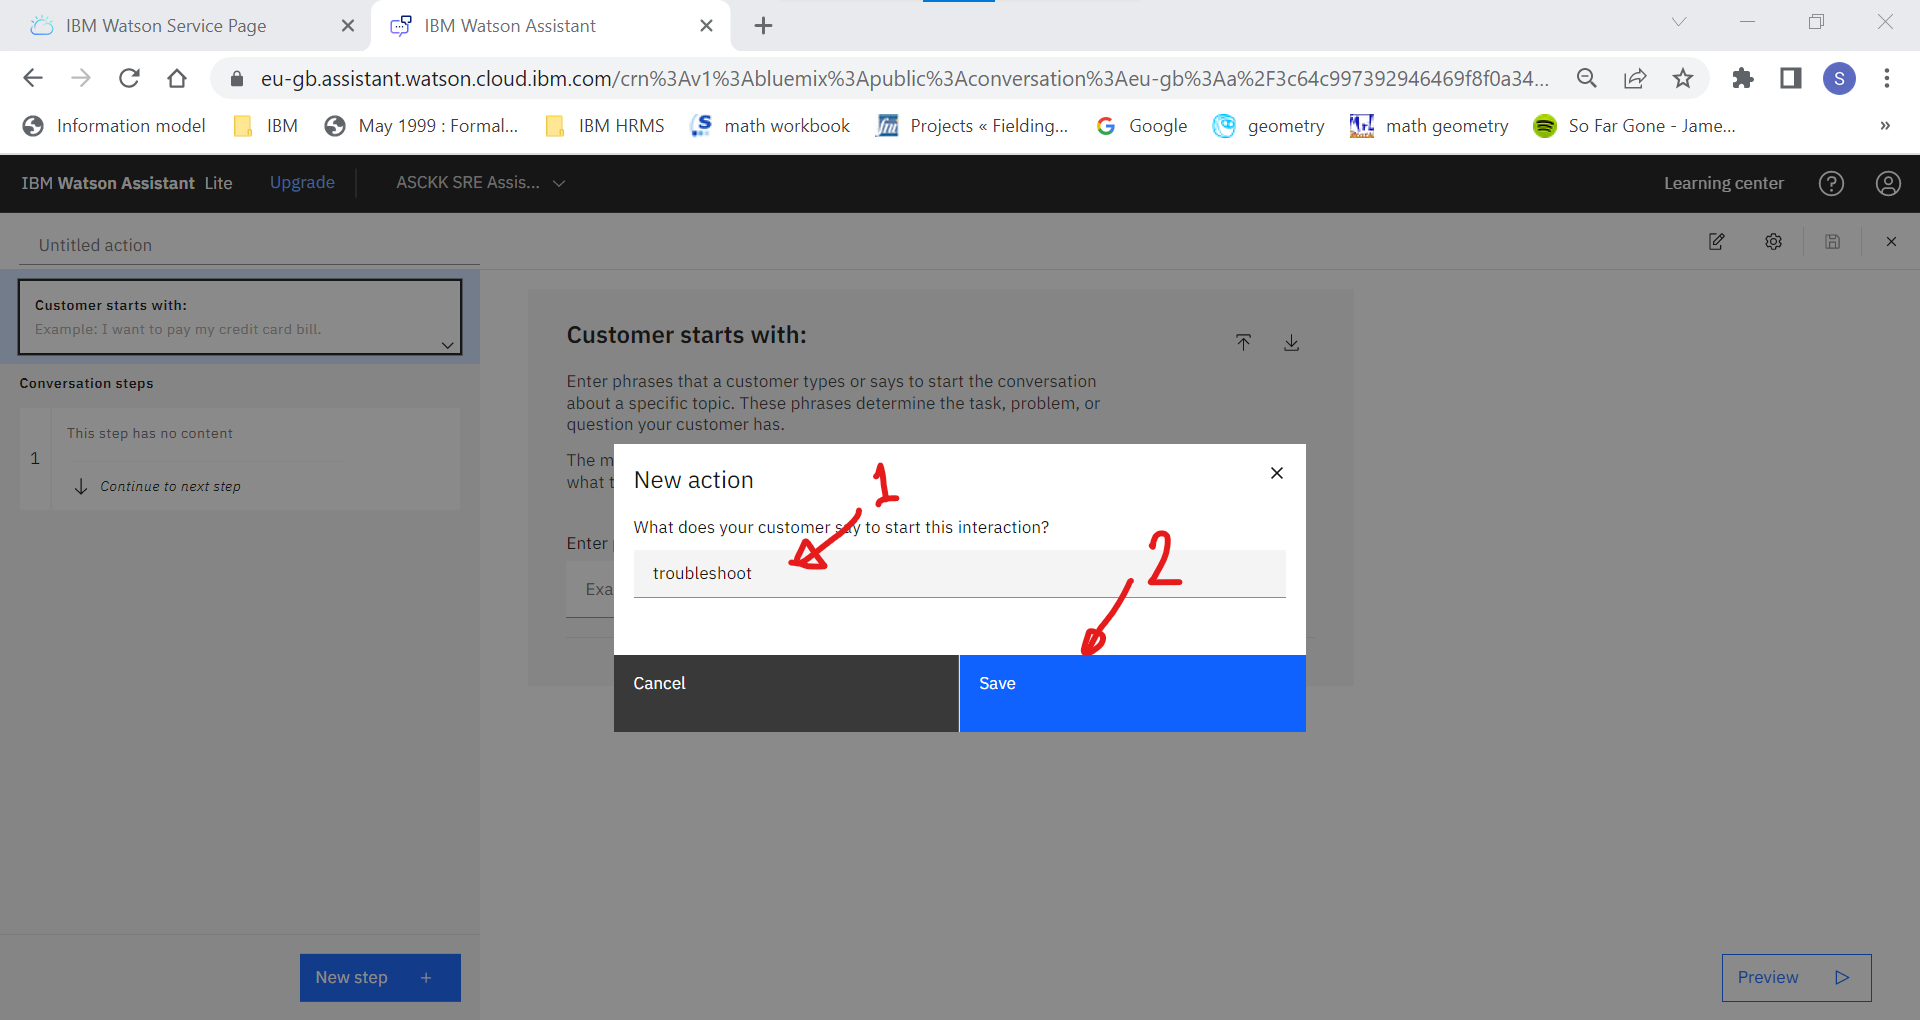 IBM Watson Service Page
IBM Watson Assistant
eu-gb.assistant.watson.cloud.ibm.com/crn%3Av1%3Abluemix%3Apublic%3Aconversation%3Aeu-gb%3Aa%2F3c64c997392946469f8f0a34...
S
Information model
IBM
May 1999 : Formal...
IBM HRMS
math workbook
Projects « Fielding...
Google
geometry
math geometry
So Far Gone - Jame...
»
IBM Watson Assistant Lite
Upgrade
ASCKK SRE Assis...
Learning center
Untitled action
Customer starts with:
Example: I want to pay my credit card bill.
Conversation steps
1
This step has no content
Continue to next step
New step +
Customer starts with:
Enter phrases that a customer types or says to start the conversation
about a specific topic. These phrases determine the task, problem, or
question your customer has.
The m
what t
Enter
Exa
New action
1
What does your customer say to start this interaction?
troubleshoot
2
Cancel
Save
Preview